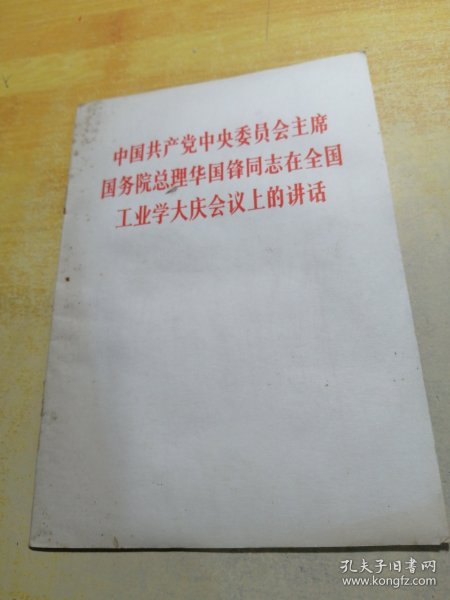 中国共产党中央委员会主席
国务院总理华国锋同志在全国
工业学大庆会议上的讲话
孔夫子旧书网
www.kongfz.com